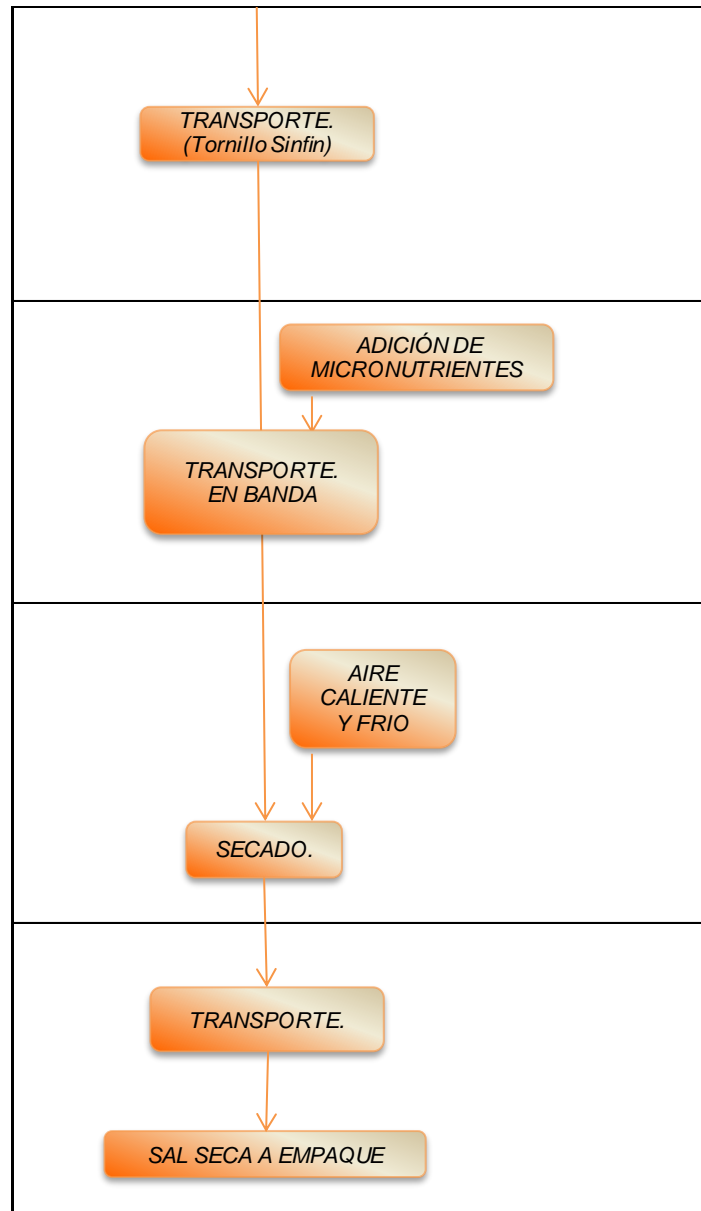 TRANSPORTE.
(Tornillo Sinfin)
ADICIÓN DE
MICRONUTRIENTES
TRANSPORTE.
EN BANDA
AIRE
CALIENTE
Y FRIO
SECADO.
TRANSPORTE.
SAL SECA A EMPAQUE